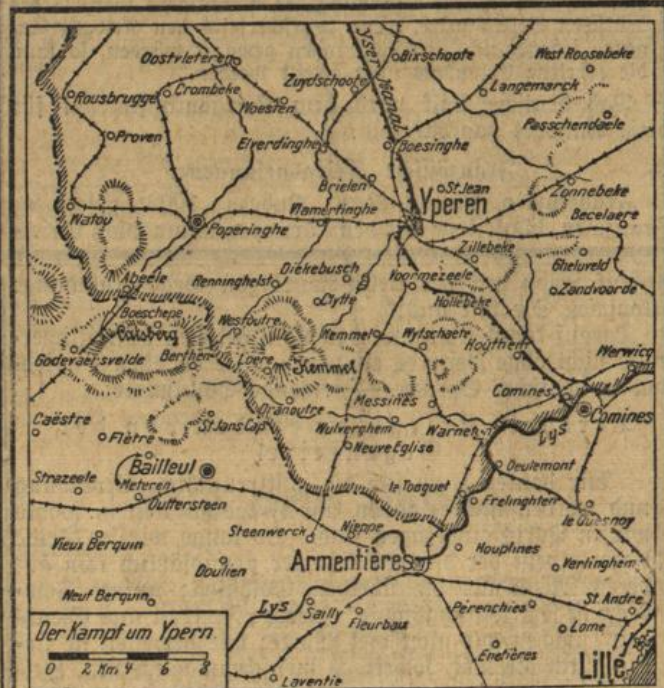 Bixschoote
West Roosebeke
Oostvleteren
Yser Kanal
Zuydschoote
Langemarck
Rousbrugge
Crombeke
Woesten
Passchendaele
Proven
Elverdinghe
Boesinghe
Brielen
St Jean
Zonnebeke
Watou
Poperinghe
Vlamertinghe
Yperen
Becelaere
Zillebeke
Gheluveld
Abeele
Renninghelst
Dickebusch
Voormezeele
Zandvoorde
Clytte
Hollebeke
Boeschepe
Westoutre
Catsberg
Kemmel
Wytschaete
Houthem
Godewaersvelde
Berthen
Loere
Kemmel
Werwicq
Comines
Messines
Dranoutre
Comines
Caëstre
St Jans Cap
Wulverghem
Warneton
Lys
Flêtre
Neuve Eglise
Bailleul
Deulemont
Strazeele
Meteren
le Touquet
Outtersteen
Frelinghien
le Quesnoy
Steenwerck
Nieppe
Vieux Berquin
Houplines
Armentières
Verlinghem
Doulien
Neuf Berquin
Lys
Sailly
Fleurbaix
Pérenchies
St. Andre
Lome
Der Kampf um Ypern
0 2 Km. 4 6 8
Enetières
Lille
Laventie